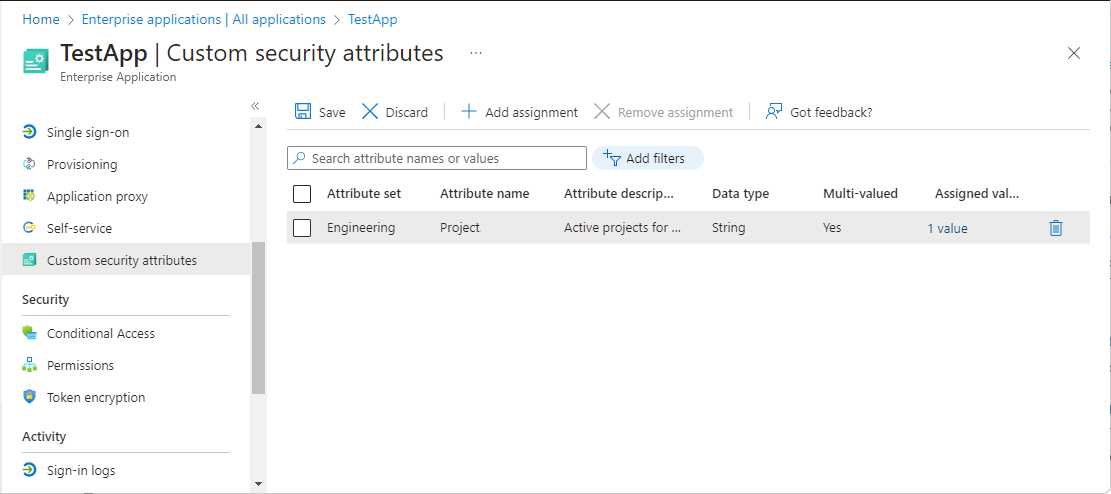 Home > Enterprise applications | All applications > TestApp
TestApp | Custom security attributes ...
Enterprise Application
Single sign-on
Provisioning
Application proxy
Self-service
Custom security attributes
Security
Conditional Access
Permissions
Token encryption
Activity
Sign-in logs
Save Discard Add assignment Remove assignment Got feedback?
Search attribute names or values Add filters
Attribute set Attribute name Attribute descrip... Data type Multi-valued Assigned val...
Engineering Project Active projects for ... String Yes 1 value